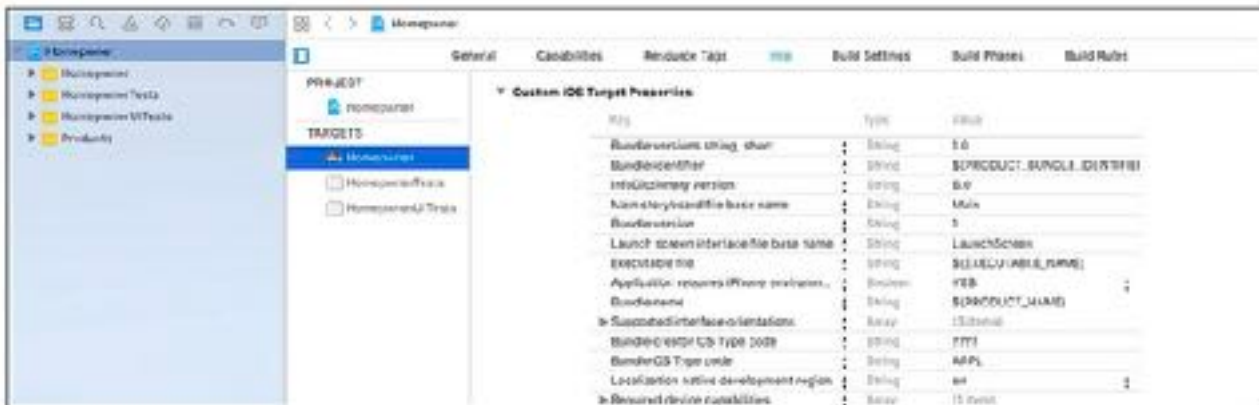 Homepwner
Homepwner
General Capabilities Resource Tags Info Build Settings Build Phases Build Rules
Homepwner
HomepwnerTests
HomepwnerUITests
Products
PROJECT
Homepwner
TARGETS
Homepwner
HomepwnerTests
HomepwnerUITests
Custom iOS Target Properties
Key Type Value
Bundle versions string, short String 1.0
Bundle identifier String $(PRODUCT_BUNDLE_IDENTIFIER
InfoDictionary version String 6.0
Main storyboard file base name String Main
Bundle version String 1
Launch screen interface file base name String LaunchScreen
Executable file String $(EXECUTABLE_NAME)
Application requires iPhone environm... Boolean YES
Bundle name String $(PRODUCT_NAME)
Supported interface orientations Array (3 items)
Bundle creator OS Type code String ????
Bundle OS Type code String APPL
Localization native development region String en
Required device capabilities Array (1 item)